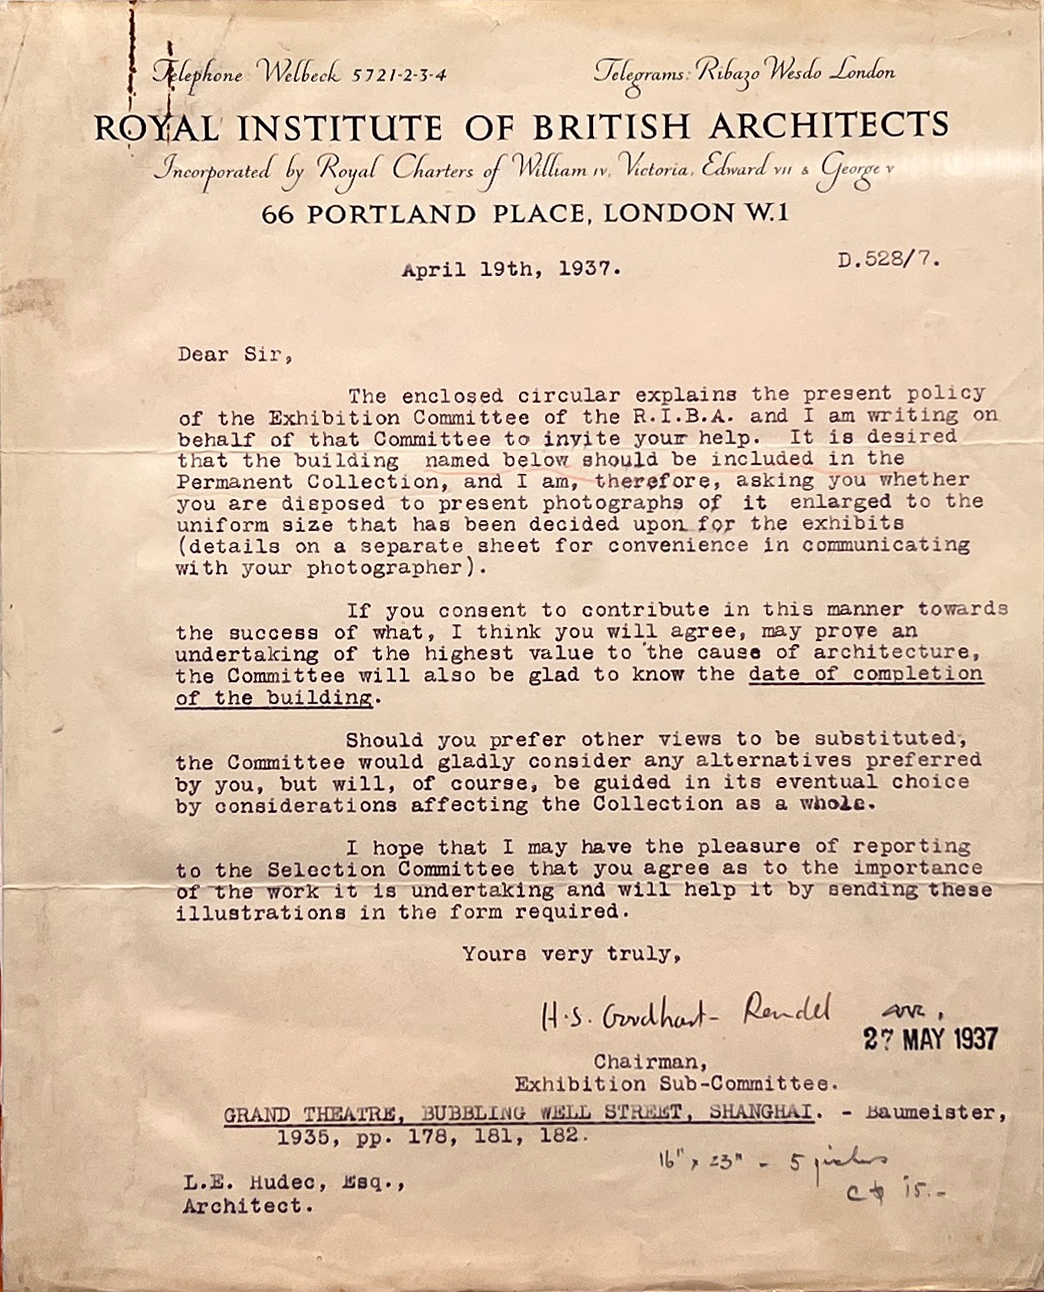 Telephone Welbeck 5721-2-3-4
Telegrams: Ribazo Wesdo London
ROYAL INSTITUTE OF BRITISH ARCHITECTS
Incorporated by Royal Charters of William IV, Victoria, Edward VII & George V
66 PORTLAND PLACE, LONDON W.1
April 19th, 1937.
D.528/7.
Dear Sir,
The enclosed circular explains the present policy
of the Exhibition Committee of the R.I.B.A. and I am writing on
behalf of that Committee to invite your help. It is desired
that the building named below should be included in the
Permanent Collection, and I am, therefore, asking you whether
you are disposed to present photographs of it enlarged to the
uniform size that has been decided upon for the exhibits
(details on a separate sheet for convenience in communicating
with your photographer).
If you consent to contribute in this manner towards
the success of what, I think you will agree, may prove an
undertaking of the highest value to the cause of architecture,
the Committee will also be glad to know the date of completion
of the building.
Should you prefer other views to be substituted,
the Committee would gladly consider any alternatives preferred
by you, but will, of course, be guided in its eventual choice
by considerations affecting the Collection as a whole.
I hope that I may have the pleasure of reporting
to the Selection Committee that you agree as to the importance
of the work it is undertaking and will help it by sending these
illustrations in the form required.
Yours very truly,
H.S. Goodhart-Rendel
27 MAY 1937
Chairman,
Exhibition Sub-Committee.
GRAND THEATRE, BUBBLING WELL STREET, SHANGHAI. - Baumeister,
1935, pp. 178, 181, 182.
16" x 23" - 5
15.-
L.E. Hudec, Esq.,
Architect.